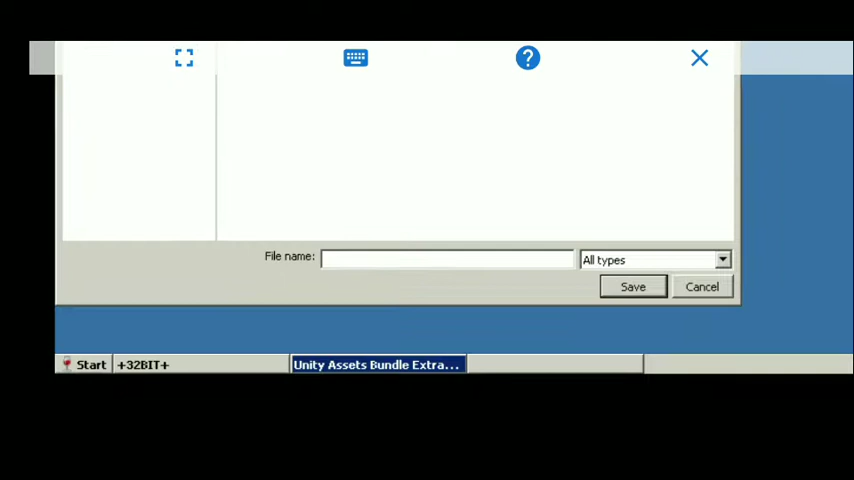 File name:
All types
Save
Cancel
Start
+32BIT+
Unity Assets Bundle Extra...